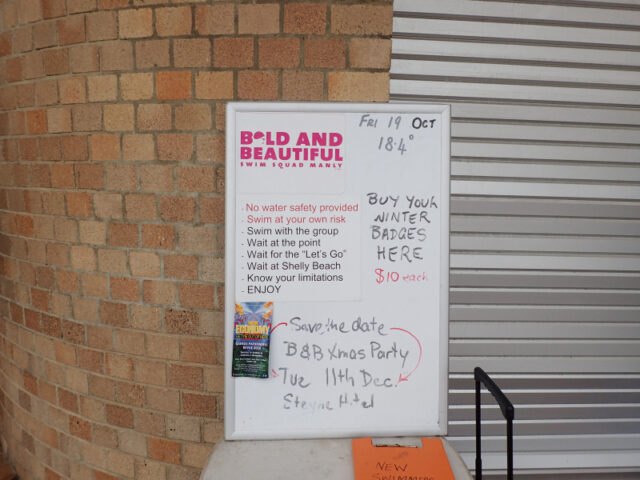 BOLD AND
BEAUTIFUL
SWIM SQUAD MANLY
FRI 19 OCT
18.4°
- No water safety provided
- Swim at your own risk
- Swim with the group
- Wait at the point
- Wait for the "Let's Go"
- Wait at Shelly Beach
- Know your limitations
- ENJOY
BUY YOUR
WINTER
BADGES
HERE
$10 each
ECONOMY
Save the date
B&B Xmas Party
Tue 11th Dec.
Steyne Hotel
NEW
SWIMMERS